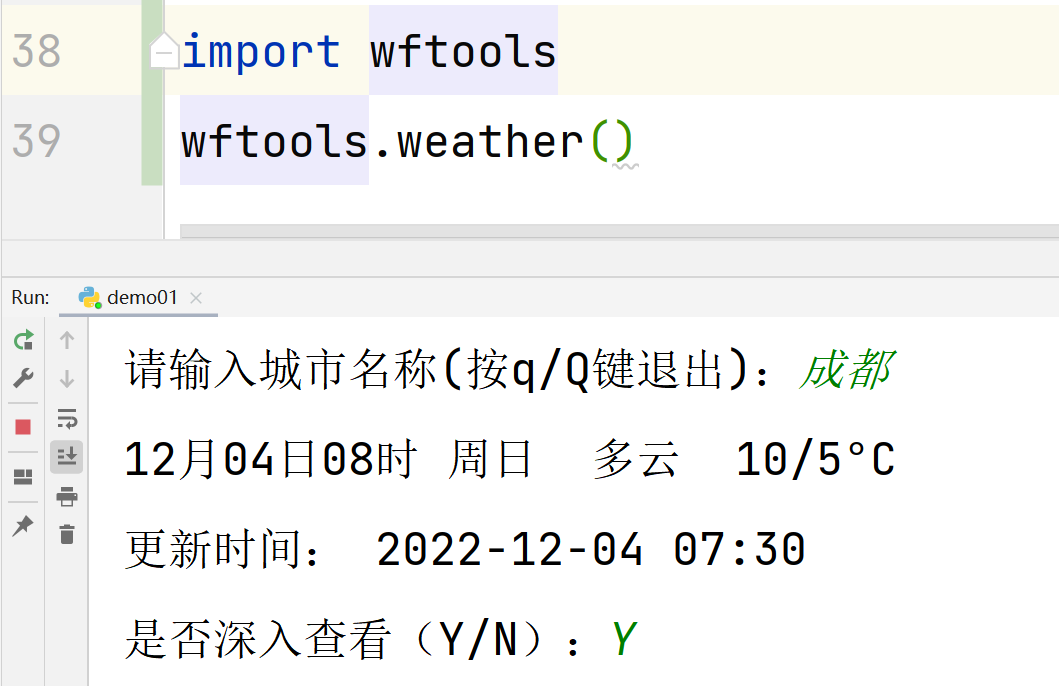 38 import wftools
39 wftools.weather()
Run: demo01
请输入城市名称(按q/Q键退出): 成都
12月04日08时 周日 多云 10/5°C
更新时间: 2022-12-04 07:30
是否深入查看（Y/N）: Y